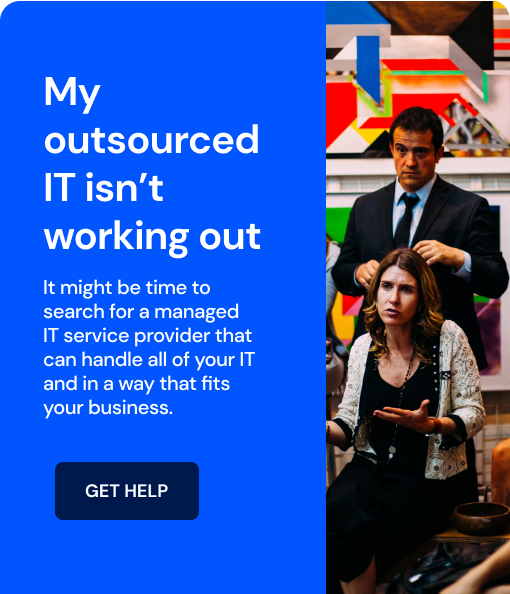 My
outsourced
IT isn’t
working out
It might be time to
search for a managed
IT service provider that
can handle all of your IT
and in a way that fits
your business.
GET HELP